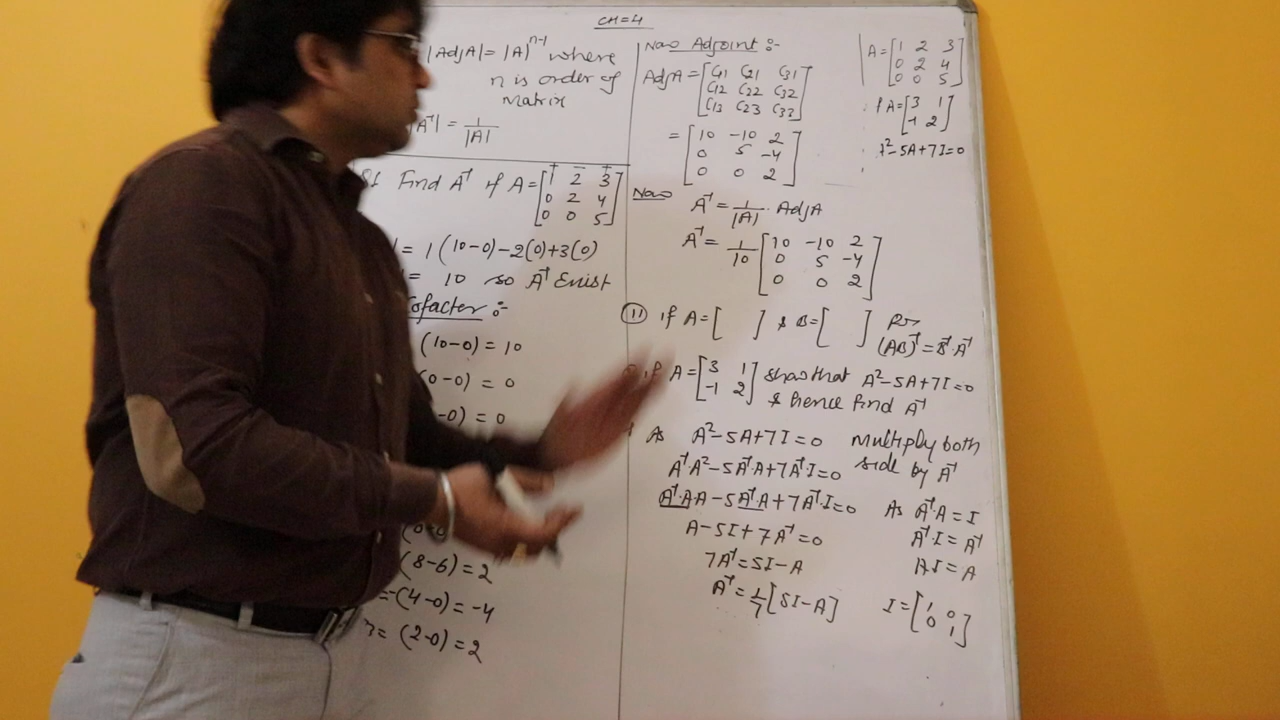 CH=4
|AdjA| = |A|^n-1 where
n is order of
matrix
|A⁻¹| = 1/|A|
Find A⁻¹ if A = [1 2 3
0 2 4
0 0 5]
+ − +
= 1(10-0)-2(0)+3(0)
= 10 so A⁻¹ Exist
Cofacter :-
(10-0) = 10
(0-0) = 0
-0) = 0
(8-6) = 2
= -(4-0) = -4
= (2-0) = 2
Now Adjoint :-
AdjA = [C11 C21 C31
C12 C22 C32
C13 C23 C33]
= [10 -10 2
0 5 -4
0 0 2]
Now
A⁻¹ = 1/|A| . AdjA
A⁻¹ = 1/10 [10 -10 2
0 5 -4
0 0 2]
(11) if A = [ ] & B = [ ]
(AB)⁻¹ = B⁻¹.A⁻¹
if A = [3 1
-1 2] show that A²-5A+7I=0
& hence find A⁻¹
As A²-5A+7I=0 multiply both
side by A⁻¹
A⁻¹A²-5A⁻¹A+7A⁻¹I=0
A⁻¹.AA-5A⁻¹A+7A⁻¹.I=0 As A⁻¹.A=I
A-5I+7A⁻¹=0 A⁻¹I=A⁻¹
7A⁻¹=5I-A AI=A
A⁻¹=1/7[5I-A] I=[1 0
0 1]
A=[1 2 3
0 2 4
0 0 5]
A=[3 1
-1 2]
A²-5A+7I=0